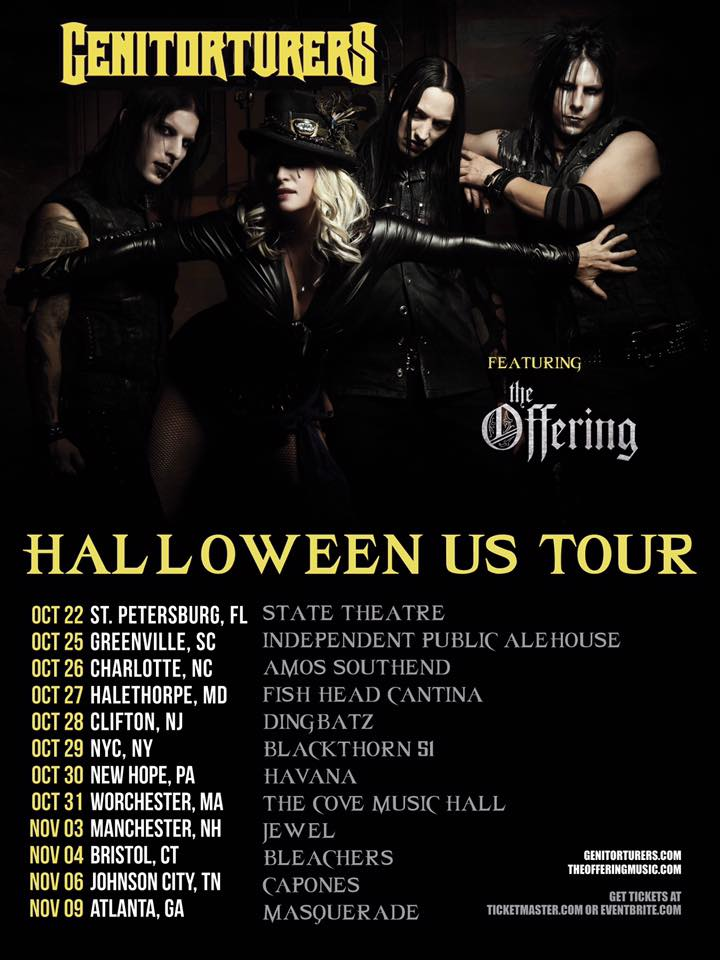 GENITORTURERS
FEATURING
the
Offering
HALLOWEEN US TOUR
OCT 22 ST. PETERSBURG, FL STATE THEATRE
OCT 25 GREENVILLE, SC INDEPENDENT PUBLIC ALEHOUSE
OCT 26 CHARLOTTE, NC AMOS SOUTHEND
OCT 27 HALETHORPE, MD FISH HEAD CANTINA
OCT 28 CLIFTON, NJ DINGBATZ
OCT 29 NYC, NY BLACKTHORN 51
OCT 30 NEW HOPE, PA HAVANA
OCT 31 WORCHESTER, MA THE COVE MUSIC HALL
NOV 03 MANCHESTER, NH JEWEL
NOV 04 BRISTOL, CT BLEACHERS
NOV 06 JOHNSON CITY, TN CAPONES
NOV 09 ATLANTA, GA MASQUERADE
GENITORTURERS.COM
THEOFFERINGMUSIC.COM
GET TICKETS AT
TICKETMASTER.COM OR EVENTBRITE.COM